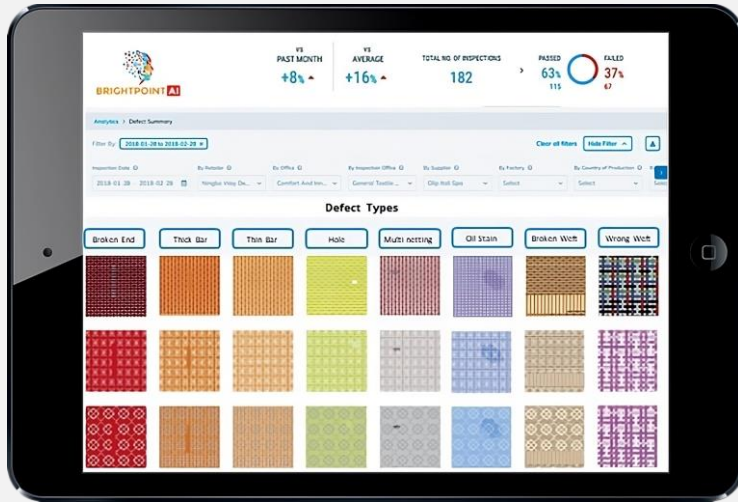 VS
PAST MONTH
+8%
VS
AVERAGE
+16%
TOTAL NO. OF INSPECTIONS
182
PASSED
63%
115
FAILED
37%
67
BRIGHTPOINT AI
Analytics > Defect Summary
Filter By: 2018-01-28 to 2018-02-28 ×
Clear all filters
Hide Filter
Inspection Date
By Retailer
By Office
By Inspection Office
By Supplier
By Factory
By Country of Production
2018-01-28 - 2018-02-28
Comfort And Inn...
General Textile...
Select
Select
Select
Defect Types
Broken End
Thick Bar
Thin Bar
Hole
Multi netting
Oil Stain
Broken Weft
Wrong Weft